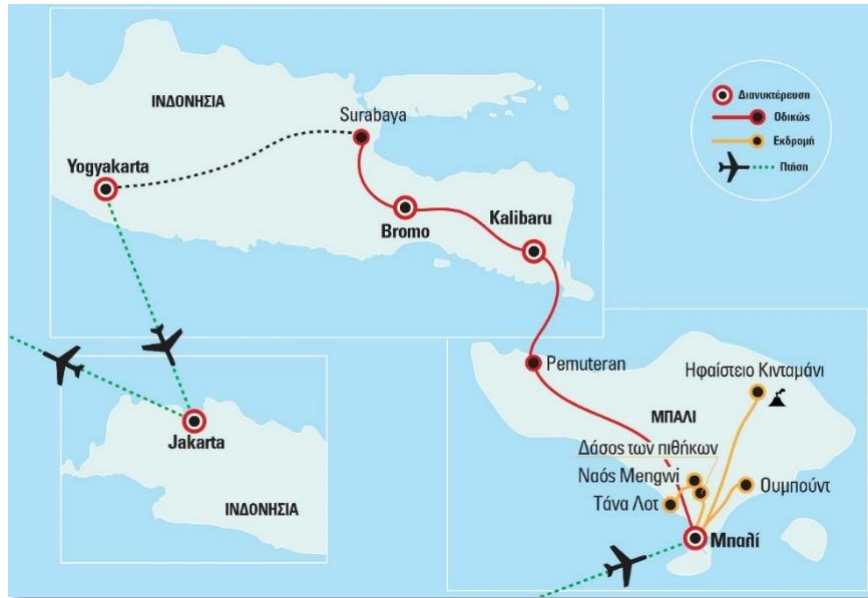 ΙΝΔΟΝΗΣΙΑ
Surabaya
Yogyakarta
Bromo
Kalibaru
Διανυκτέρευση
Οδικώς
Εκδρομή
Πτήση
Jakarta
ΙΝΔΟΝΗΣΙΑ
Pemuteran
Ηφαίστειο Κινταμάνι
ΜΠΑΛΙ
Δάσος των πιθήκων
Ναός Mengwi
Τάνα Λοτ
Ουμπούντ
Μπαλί